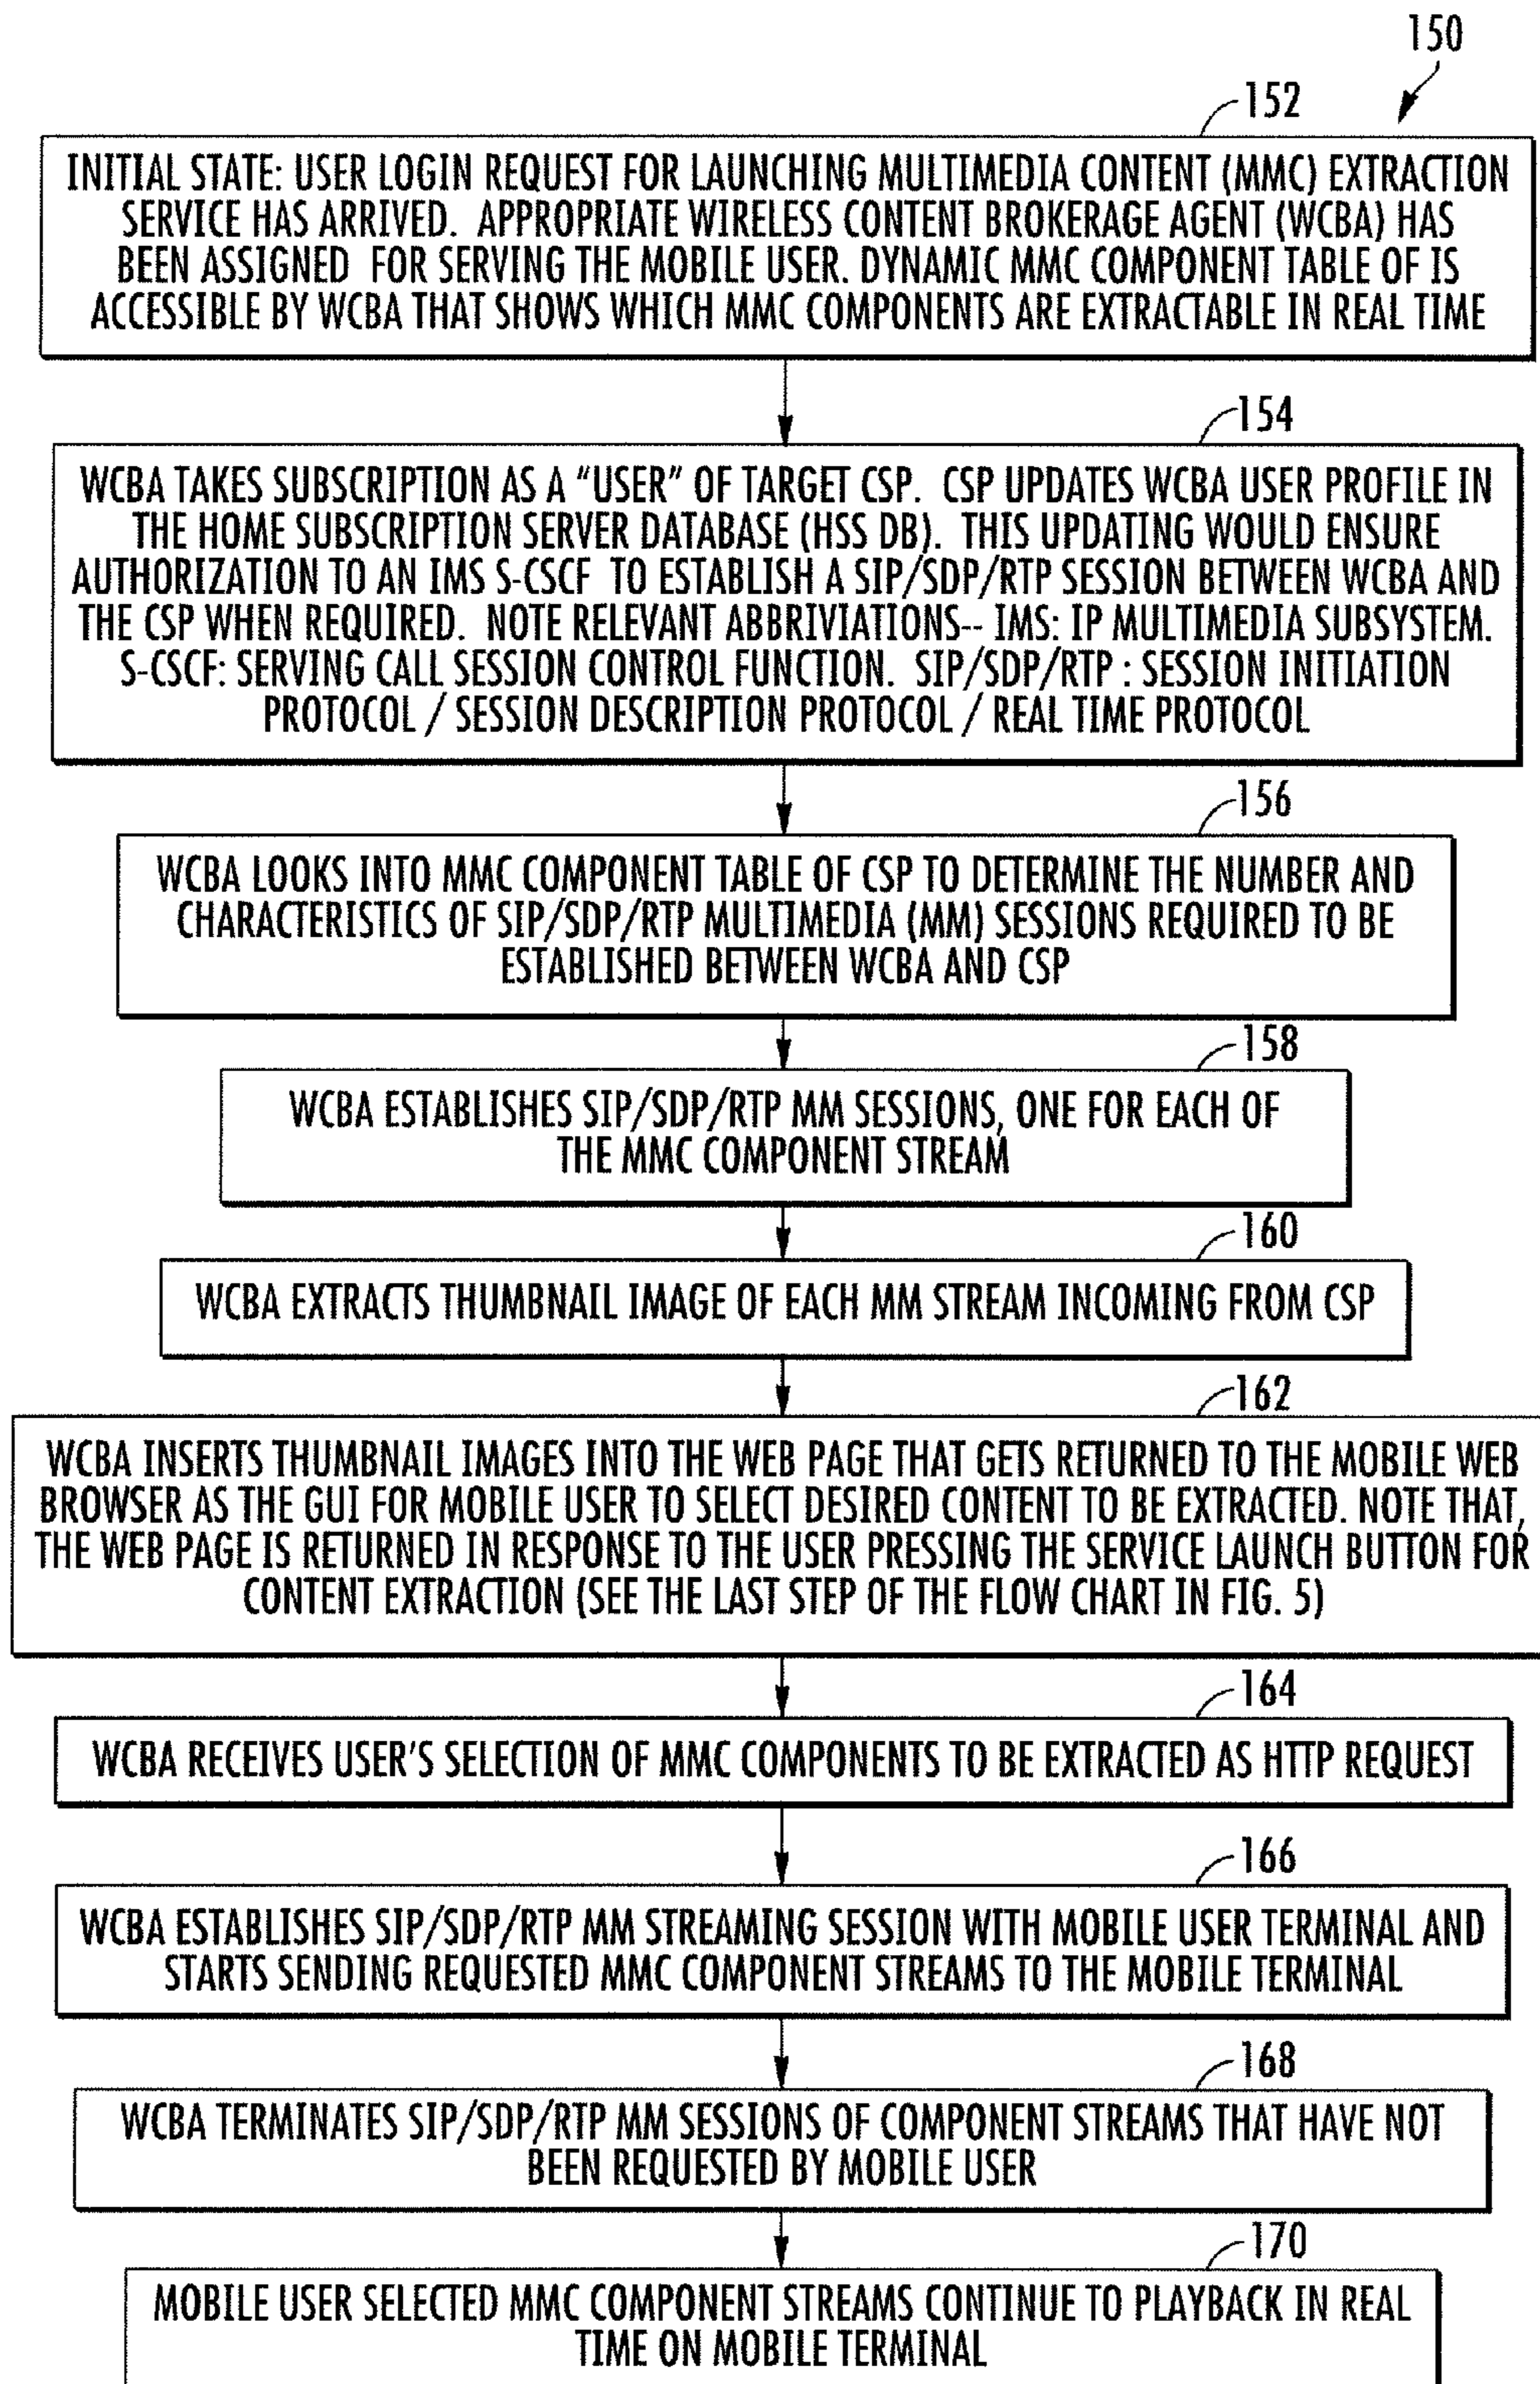 150
152
INITIAL STATE: USER LOGIN REQUEST FOR LAUNCHING MULTIMEDIA CONTENT (MMC) EXTRACTION
SERVICE HAS ARRIVED. APPROPRIATE WIRELESS CONTENT BROKERAGE AGENT (WCBA) HAS
BEEN ASSIGNED FOR SERVING THE MOBILE USER. DYNAMIC MMC COMPONENT TABLE OF IS
ACCESSIBLE BY WCBA THAT SHOWS WHICH MMC COMPONENTS ARE EXTRACTABLE IN REAL TIME
154
WCBA TAKES SUBSCRIPTION AS A “USER” OF TARGET CSP. CSP UPDATES WCBA USER PROFILE IN
THE HOME SUBSCRIPTION SERVER DATABASE (HSS DB). THIS UPDATING WOULD ENSURE
AUTHORIZATION TO AN IMS S-CSCF TO ESTABLISH A SIP/SDP/RTP SESSION BETWEEN WCBA AND
THE CSP WHEN REQUIRED. NOTE RELEVANT ABBRIVIATIONS-- IMS: IP MULTIMEDIA SUBSYSTEM.
S-CSCF: SERVING CALL SESSION CONTROL FUNCTION. SIP/SDP/RTP : SESSION INITIATION
PROTOCOL / SESSION DESCRIPTION PROTOCOL / REAL TIME PROTOCOL
156
WCBA LOOKS INTO MMC COMPONENT TABLE OF CSP TO DETERMINE THE NUMBER AND
CHARACTERISTICS OF SIP/SDP/RTP MULTIMEDIA (MM) SESSIONS REQUIRED TO BE
ESTABLISHED BETWEEN WCBA AND CSP
158
WCBA ESTABLISHES SIP/SDP/RTP MM SESSIONS, ONE FOR EACH OF
THE MMC COMPONENT STREAM
160
WCBA EXTRACTS THUMBNAIL IMAGE OF EACH MM STREAM INCOMING FROM CSP
162
WCBA INSERTS THUMBNAIL IMAGES INTO THE WEB PAGE THAT GETS RETURNED TO THE MOBILE WEB
BROWSER AS THE GUI FOR MOBILE USER TO SELECT DESIRED CONTENT TO BE EXTRACTED. NOTE THAT,
THE WEB PAGE IS RETURNED IN RESPONSE TO THE USER PRESSING THE SERVICE LAUNCH BUTTON FOR
CONTENT EXTRACTION (SEE THE LAST STEP OF THE FLOW CHART IN FIG. 5)
164
WCBA RECEIVES USER'S SELECTION OF MMC COMPONENTS TO BE EXTRACTED AS HTTP REQUEST
166
WCBA ESTABLISHES SIP/SDP/RTP MM STREAMING SESSION WITH MOBILE USER TERMINAL AND
STARTS SENDING REQUESTED MMC COMPONENT STREAMS TO THE MOBILE TERMINAL
168
WCBA TERMINATES SIP/SDP/RTP MM SESSIONS OF COMPONENT STREAMS THAT HAVE NOT
BEEN REQUESTED BY MOBILE USER
170
MOBILE USER SELECTED MMC COMPONENT STREAMS CONTINUE TO PLAYBACK IN REAL
TIME ON MOBILE TERMINAL